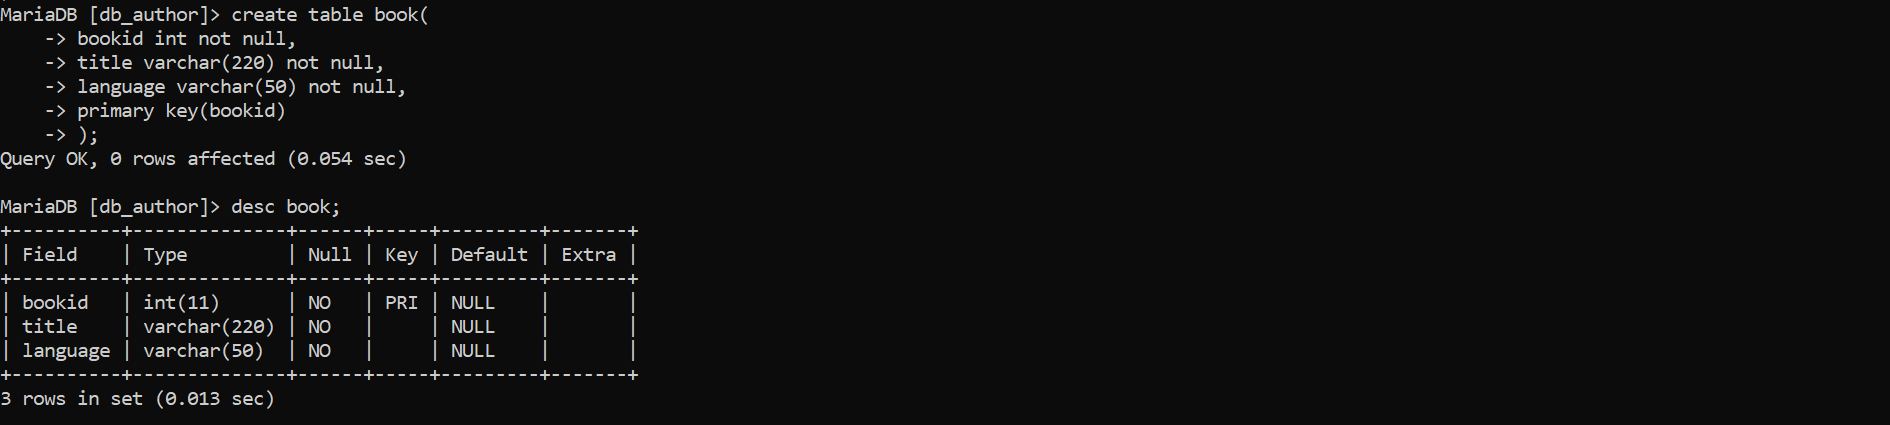 MariaDB [db_author]> create table book(
    -> bookid int not null,
    -> title varchar(220) not null,
    -> language varchar(50) not null,
    -> primary key(bookid)
    -> );
Query OK, 0 rows affected (0.054 sec)

MariaDB [db_author]> desc book;
+----------+--------------+------+-----+---------+-------+
| Field    | Type         | Null | Key | Default | Extra |
+----------+--------------+------+-----+---------+-------+
| bookid   | int(11)      | NO   | PRI | NULL    |       |
| title    | varchar(220) | NO   |     | NULL    |       |
| language | varchar(50)  | NO   |     | NULL    |       |
+----------+--------------+------+-----+---------+-------+
3 rows in set (0.013 sec)